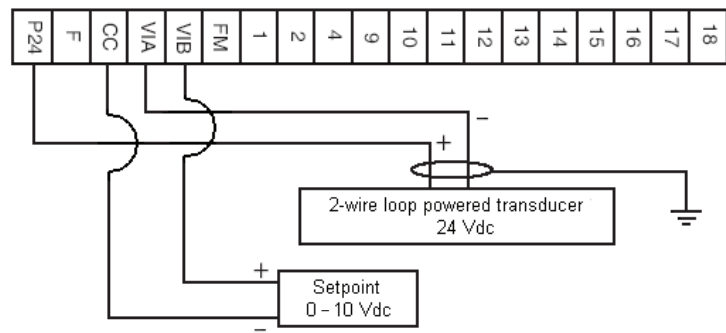 P24 F CC VIA VIB FM 1 2 4 9 10 11 12 13 14 15 16 17 18
−
+
2-wire loop powered transducer
24 Vdc
+
Setpoint
0 - 10 Vdc
−